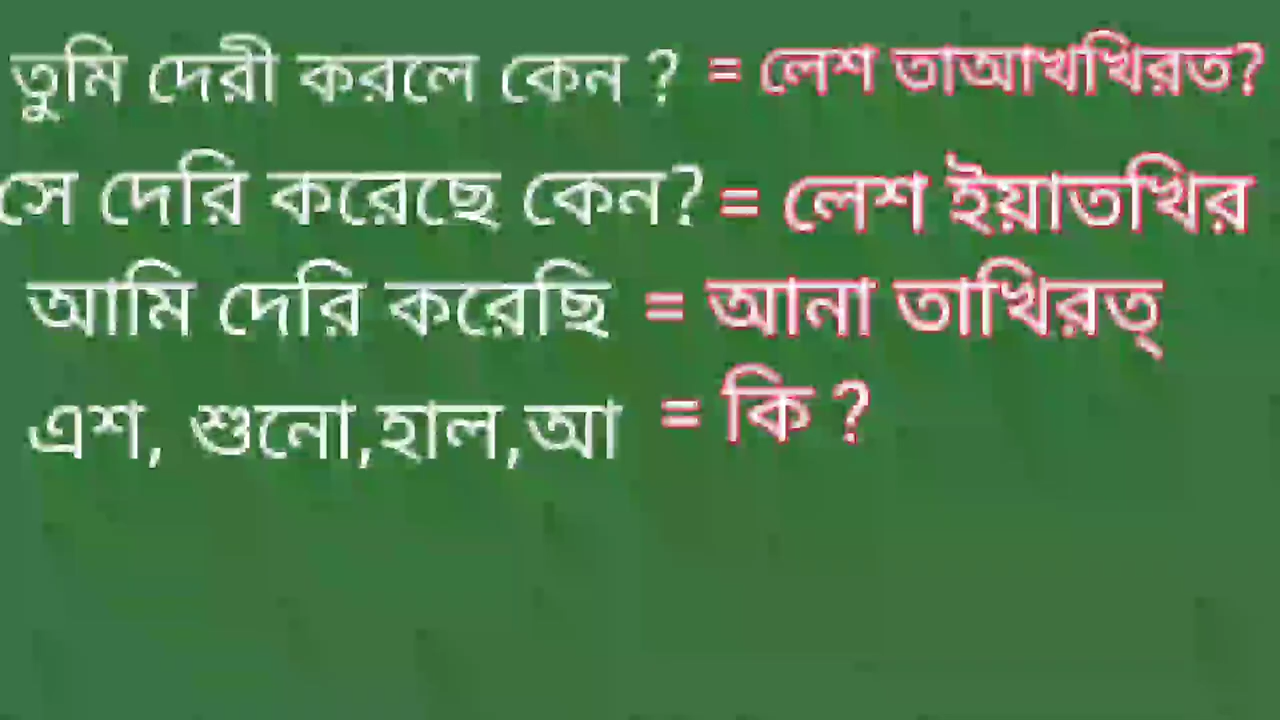 তুমি দেরী করলে কেন ? = লেশ তাআখখিরত?
সে দেরি করেছে কেন? = লেশ ইয়াতখির
আমি দেরি করেছি = আনা তাখিরত্
এশ, শুনো,হাল,আ = কি ?